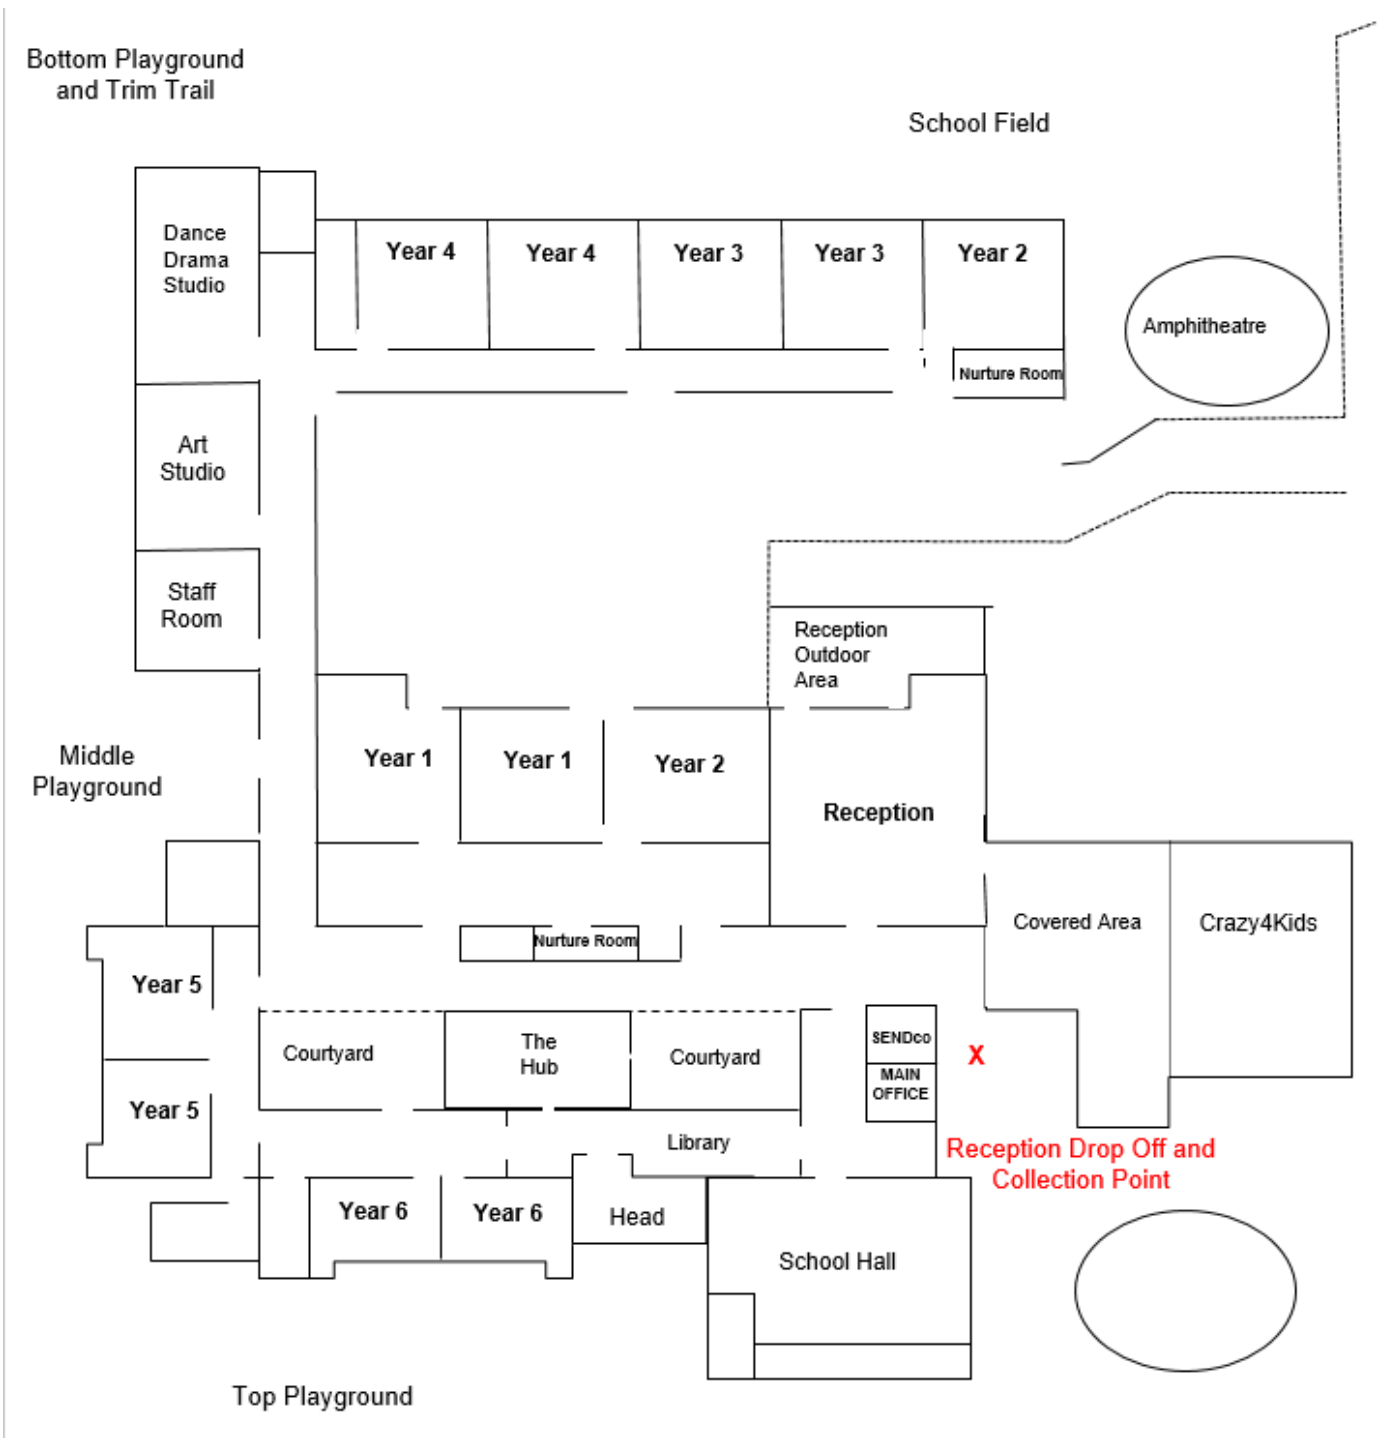 Bottom Playground
and Trim Trail
School Field
Dance
Drama
Studio
Year 4
Year 4
Year 3
Year 3
Year 2
Amphitheatre
Nurture Room
Art
Studio
Staff
Room
Reception
Outdoor
Area
Middle
Playground
Year 1
Year 1
Year 2
Reception
Covered Area
Crazy4Kids
Nurture Room
Year 5
Courtyard
The
Hub
Courtyard
SENDco
X
MAIN
OFFICE
Year 5
Library
Reception Drop Off and
Collection Point
Year 6
Year 6
Head
School Hall
Top Playground